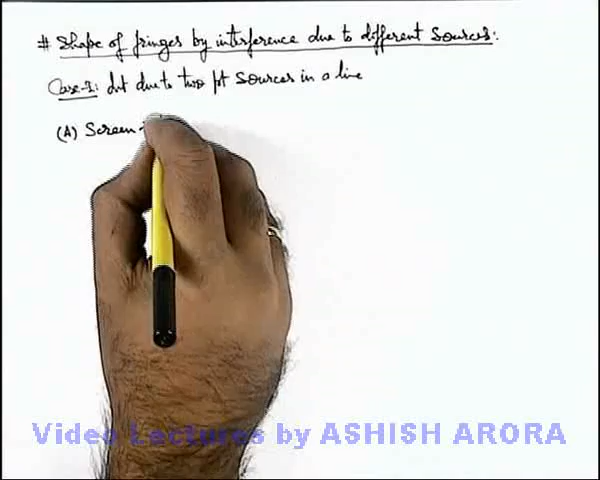 # Shape of fringes by interference due to different Sources:
Case-I: Int due to two pt Sources in a line
(A) Screen
Video Lectures by ASHISH ARORA